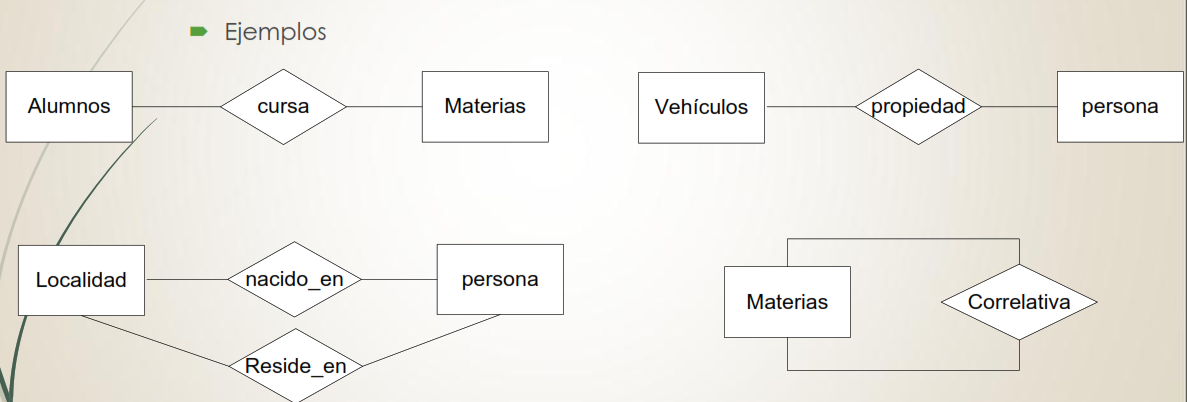 Ejemplos
Alumnos
cursa
Materias
Vehículos
propiedad
persona
Localidad
nacido_en
persona
Reside_en
Materias
Correlativa